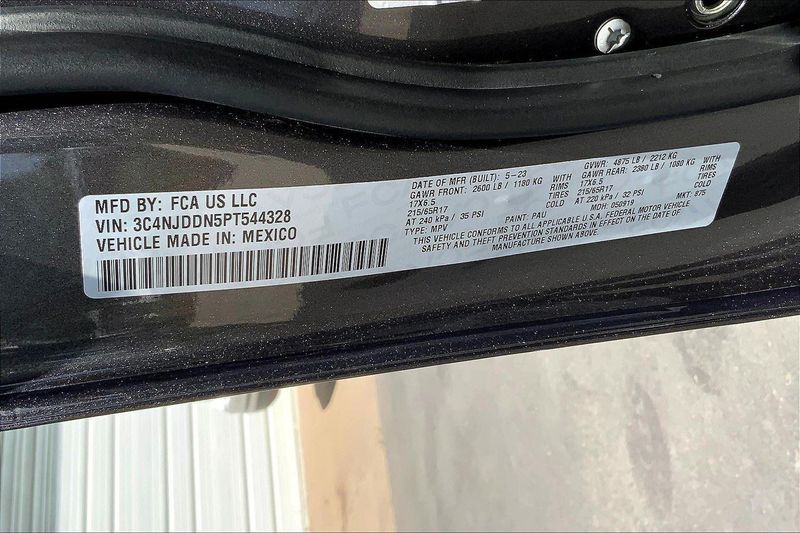 MFD BY: FCA US LLC
VIN: 3C4NJDDN5PT544328
VEHICLE MADE IN: MEXICO
DATE OF MFR (BUILT): 5-23 GVWR: 4875 LB / 2212 KG
GAWR FRONT: 2600 LB / 1180 KG WITH GAWR REAR: 2380 LB / 1080 KG WITH
17X6.5 RIMS 17X6.5 RIMS
215/65R17 TIRES 215/65R17 TIRES
AT 240 kPa / 35 PSI COLD AT 220 kPa / 32 PSI COLD
TYPE: MPV PAINT: PAU MDH: 050919 MKT: 875
THIS VEHICLE CONFORMS TO ALL APPLICABLE U.S.A. FEDERAL MOTOR VEHICLE
SAFETY AND THEFT PREVENTION STANDARDS IN EFFECT ON THE DATE OF
MANUFACTURE SHOWN ABOVE.